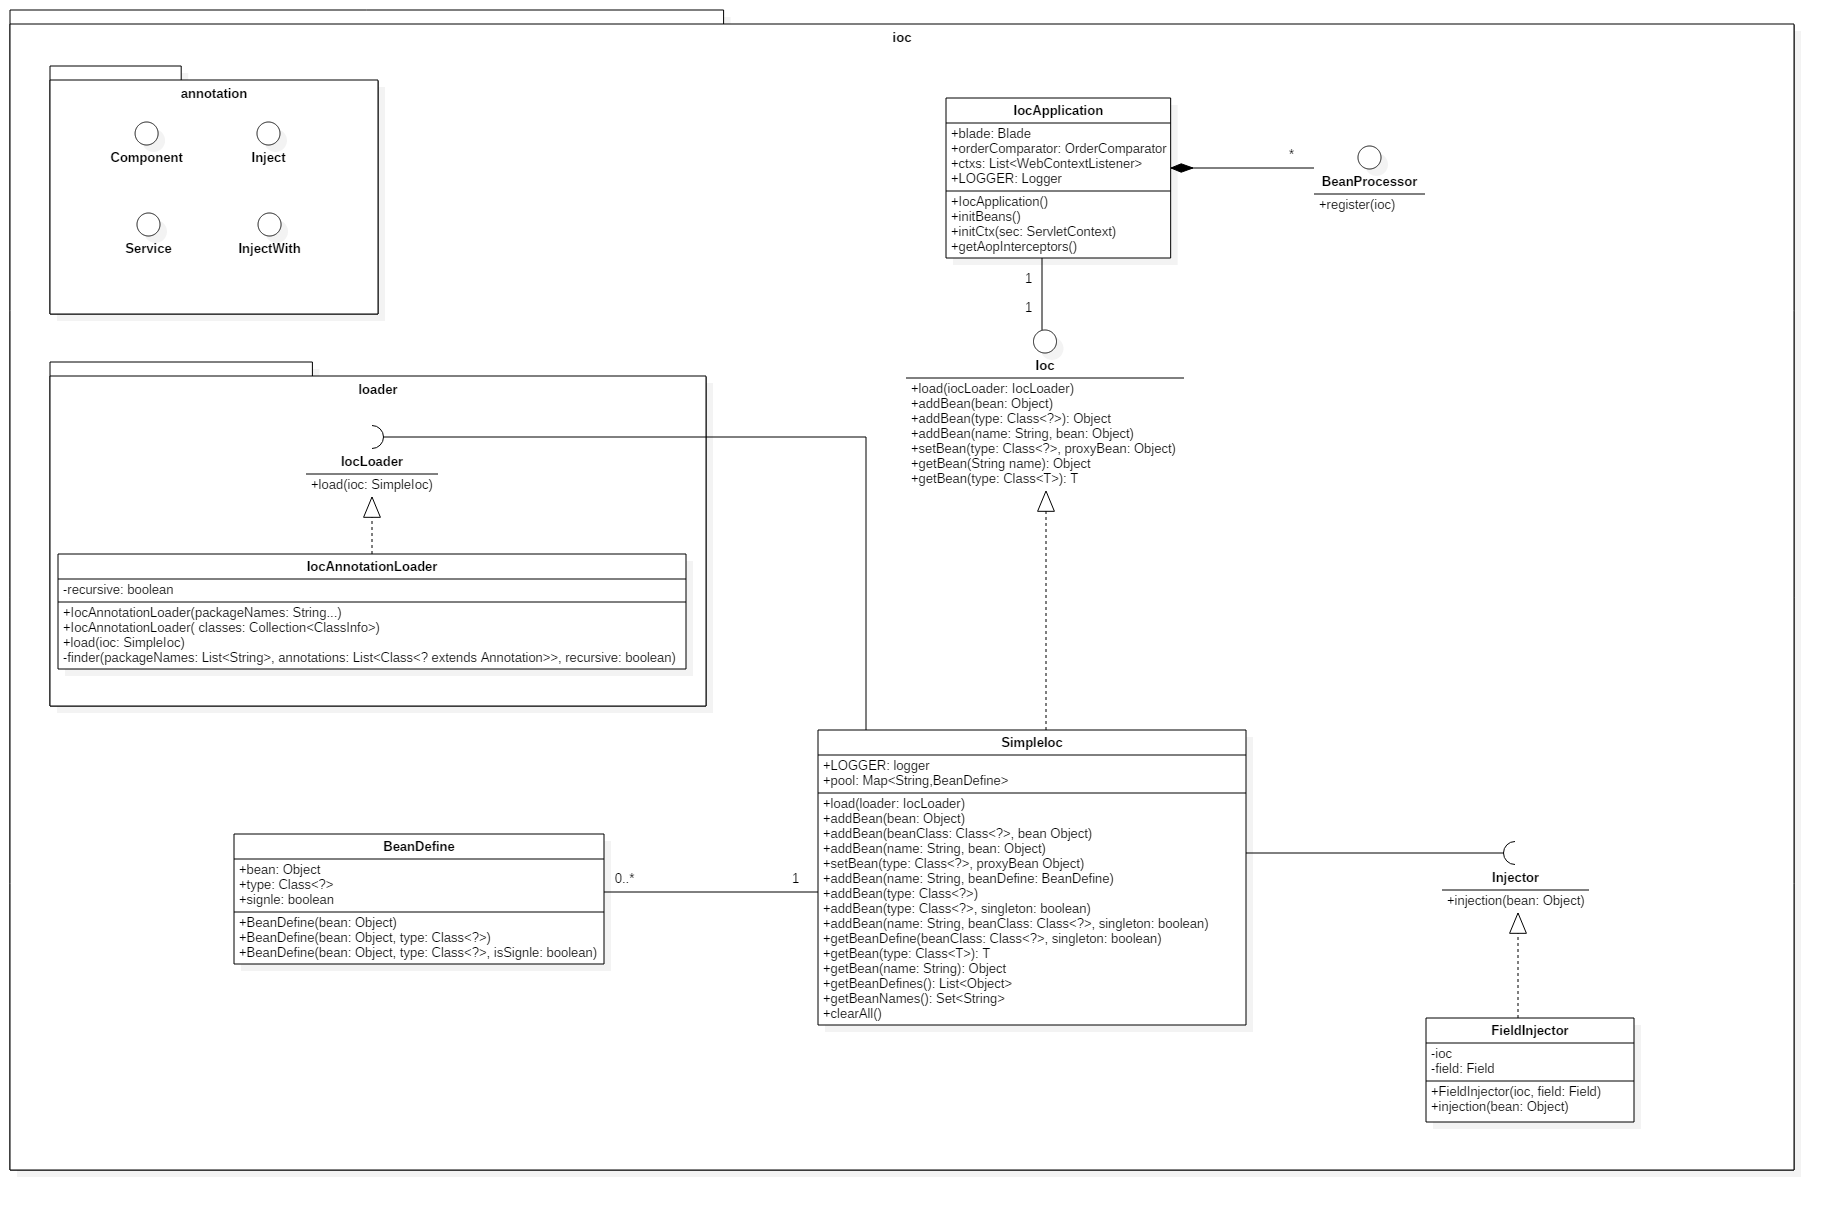 ioc
annotation
Component
Inject
Service
InjectWith
IocApplication
+blade: Blade
+orderComparator: OrderComparator
+ctxs: List<WebContextListener>
+LOGGER: Logger
+IocApplication()
+initBeans()
+initCtx(sec: ServletContext)
+getAopInterceptors()
*
BeanProcessor
+register(ioc)
1
1
Ioc
+load(iocLoader: IocLoader)
+addBean(bean: Object)
+addBean(type: Class<?>): Object
+addBean(name: String, bean: Object)
+setBean(type: Class<?>, proxyBean: Object)
+getBean(String name): Object
+getBean(type: Class<T>): T
loader
IocLoader
+load(ioc: SimpleIoc)
IocAnnotationLoader
-recursive: boolean
+IocAnnotationLoader(packageNames: String...)
+IocAnnotationLoader( classes: Collection<ClassInfo>)
+load(ioc: SimpleIoc)
-finder(packageNames: List<String>, annotations: List<Class<? extends Annotation>>, recursive: boolean)
SimpleIoc
+LOGGER: logger
+pool: Map<String,BeanDefine>
+load(loader: IocLoader)
+addBean(bean: Object)
+addBean(beanClass: Class<?>, bean Object)
+addBean(name: String, bean: Object)
+setBean(type: Class<?>, proxyBean Object)
+addBean(name: String, beanDefine: BeanDefine)
+addBean(type: Class<?>)
+addBean(type: Class<?>, singleton: boolean)
+addBean(name: String, beanClass: Class<?>, singleton: boolean)
+getBeanDefine(beanClass: Class<?>, singleton: boolean)
+getBean(type: Class<T>): T
+getBean(name: String): Object
+getBeanDefines(): List<Object>
+getBeanNames(): Set<String>
+clearAll()
BeanDefine
+bean: Object
+type: Class<?>
+signle: boolean
+BeanDefine(bean: Object)
+BeanDefine(bean: Object, type: Class<?>)
+BeanDefine(bean: Object, type: Class<?>, isSignle: boolean)
0..*
1
Injector
+injection(bean: Object)
FieldInjector
-ioc
-field: Field
+FieldInjector(ioc, field: Field)
+injection(bean: Object)